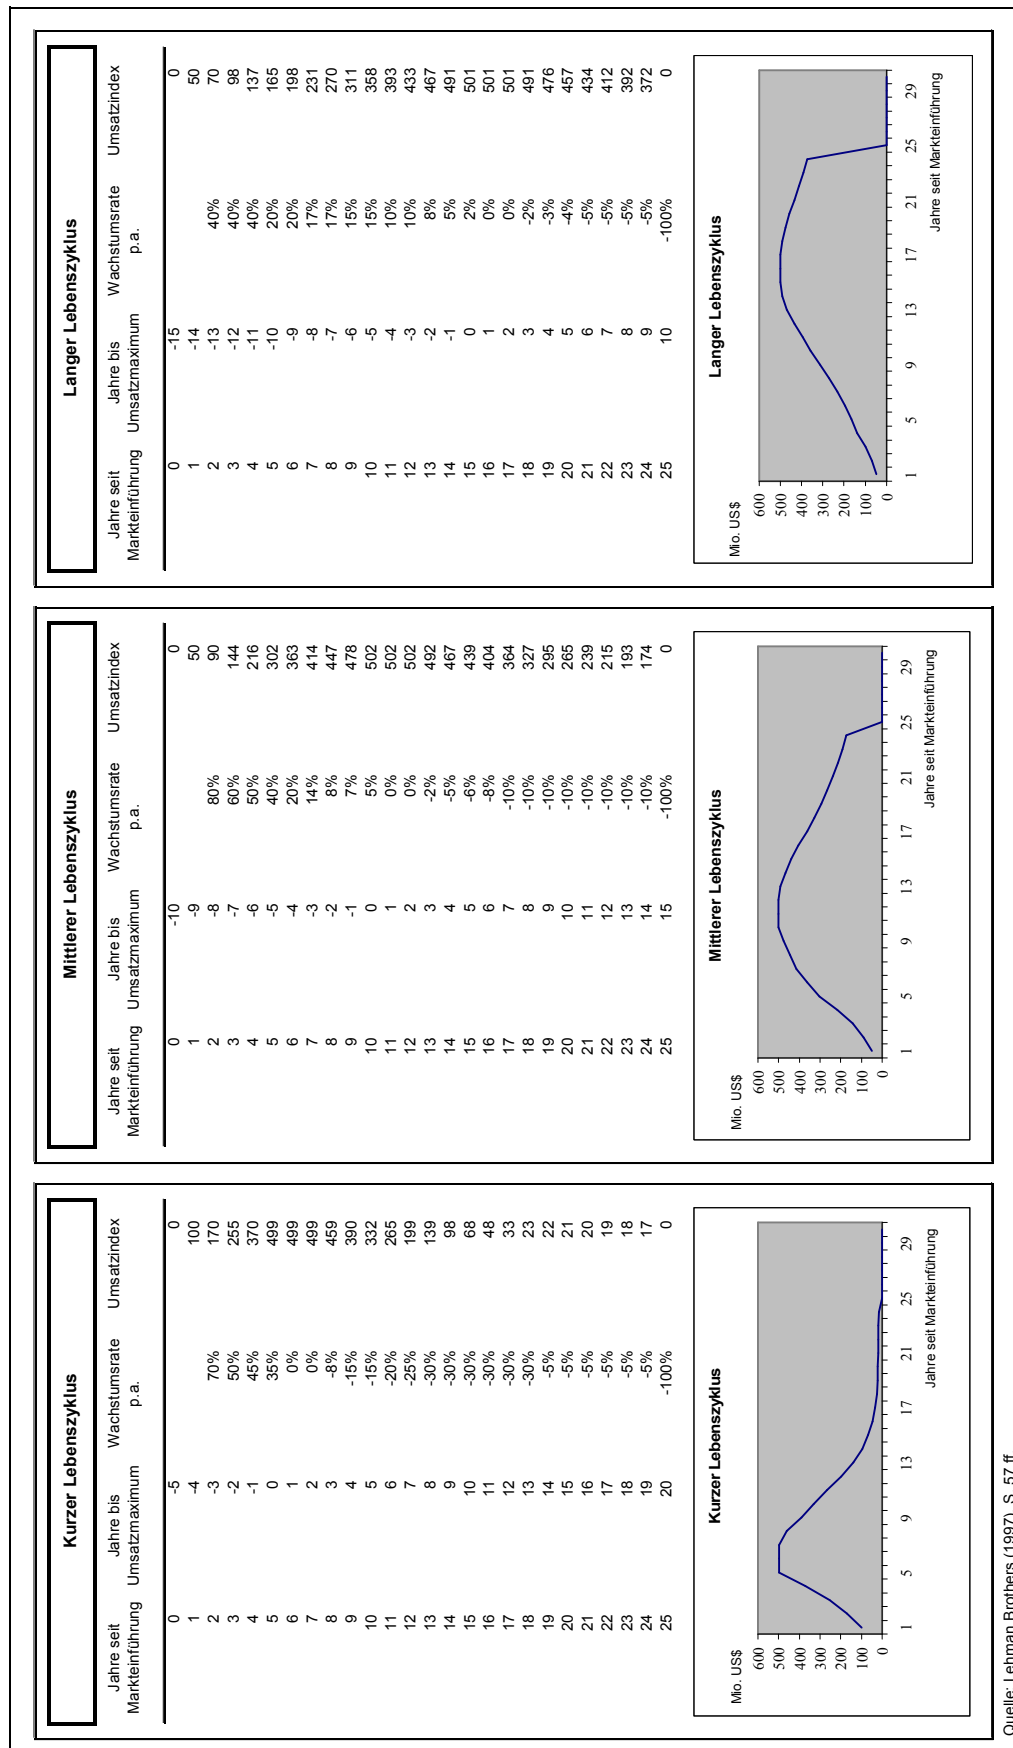 Kurzer Lebenszyklus
Jahre seit Markteinführung Jahre bis Umsatzmaximum Wachstumsrate p.a. Umsatzindex
0 -5 0
1 -4 100
2 -3 70% 170
3 -2 50% 255
4 -1 45% 370
5 0 35% 499
6 1 0% 499
7 2 0% 499
8 3 -8% 459
9 4 -15% 390
10 5 -15% 332
11 6 -20% 265
12 7 -25% 199
13 8 -30% 139
14 9 -30% 98
15 10 -30% 68
16 11 -30% 48
17 12 -30% 33
18 13 -30% 23
19 14 -5% 22
20 15 -5% 21
21 16 -5% 20
22 17 -5% 19
23 18 -5% 18
24 19 -5% 17
25 20 -100% 0
Kurzer Lebenszyklus
Mio. US$
600
500
400
300
200
100
0
1 5 9 13 17 21 25 29
Jahre seit Markteinführung
Mittlerer Lebenszyklus
Jahre seit Markteinführung Jahre bis Umsatzmaximum Wachstumsrate p.a. Umsatzindex
0 -10 0
1 -9 50
2 -8 80% 90
3 -7 60% 144
4 -6 50% 216
5 -5 40% 302
6 -4 20% 363
7 -3 14% 414
8 -2 8% 447
9 -1 7% 478
10 0 5% 502
11 1 0% 502
12 2 0% 502
13 3 -2% 492
14 4 -5% 467
15 5 -6% 439
16 6 -8% 404
17 7 -10% 364
18 8 -10% 327
19 9 -10% 295
20 10 -10% 265
21 11 -10% 239
22 12 -10% 215
23 13 -10% 193
24 14 -10% 174
25 15 -100% 0
Mittlerer Lebenszyklus
Mio. US$
600
500
400
300
200
100
0
1 5 9 13 17 21 25 29
Jahre seit Markteinführung
Langer Lebenszyklus
Jahre seit Markteinführung Jahre bis Umsatzmaximum Wachstumsrate p.a. Umsatzindex
0 -15 0
1 -14 50
2 -13 40% 70
3 -12 40% 98
4 -11 40% 137
5 -10 20% 165
6 -9 20% 198
7 -8 17% 231
8 -7 17% 270
9 -6 15% 311
10 -5 15% 358
11 -4 10% 393
12 -3 10% 433
13 -2 8% 467
14 -1 5% 491
15 0 2% 501
16 1 0% 501
17 2 0% 501
18 3 -2% 491
19 4 -3% 476
20 5 -4% 457
21 6 -5% 434
22 7 -5% 412
23 8 -5% 392
24 9 -5% 372
25 10 -100% 0
Langer Lebenszyklus
Mio. US$
600
500
400
300
200
100
0
1 5 9 13 17 21 25 29
Jahre seit Markteinführung
Quelle: Lehman Brothers (1997), S. 57 ff.